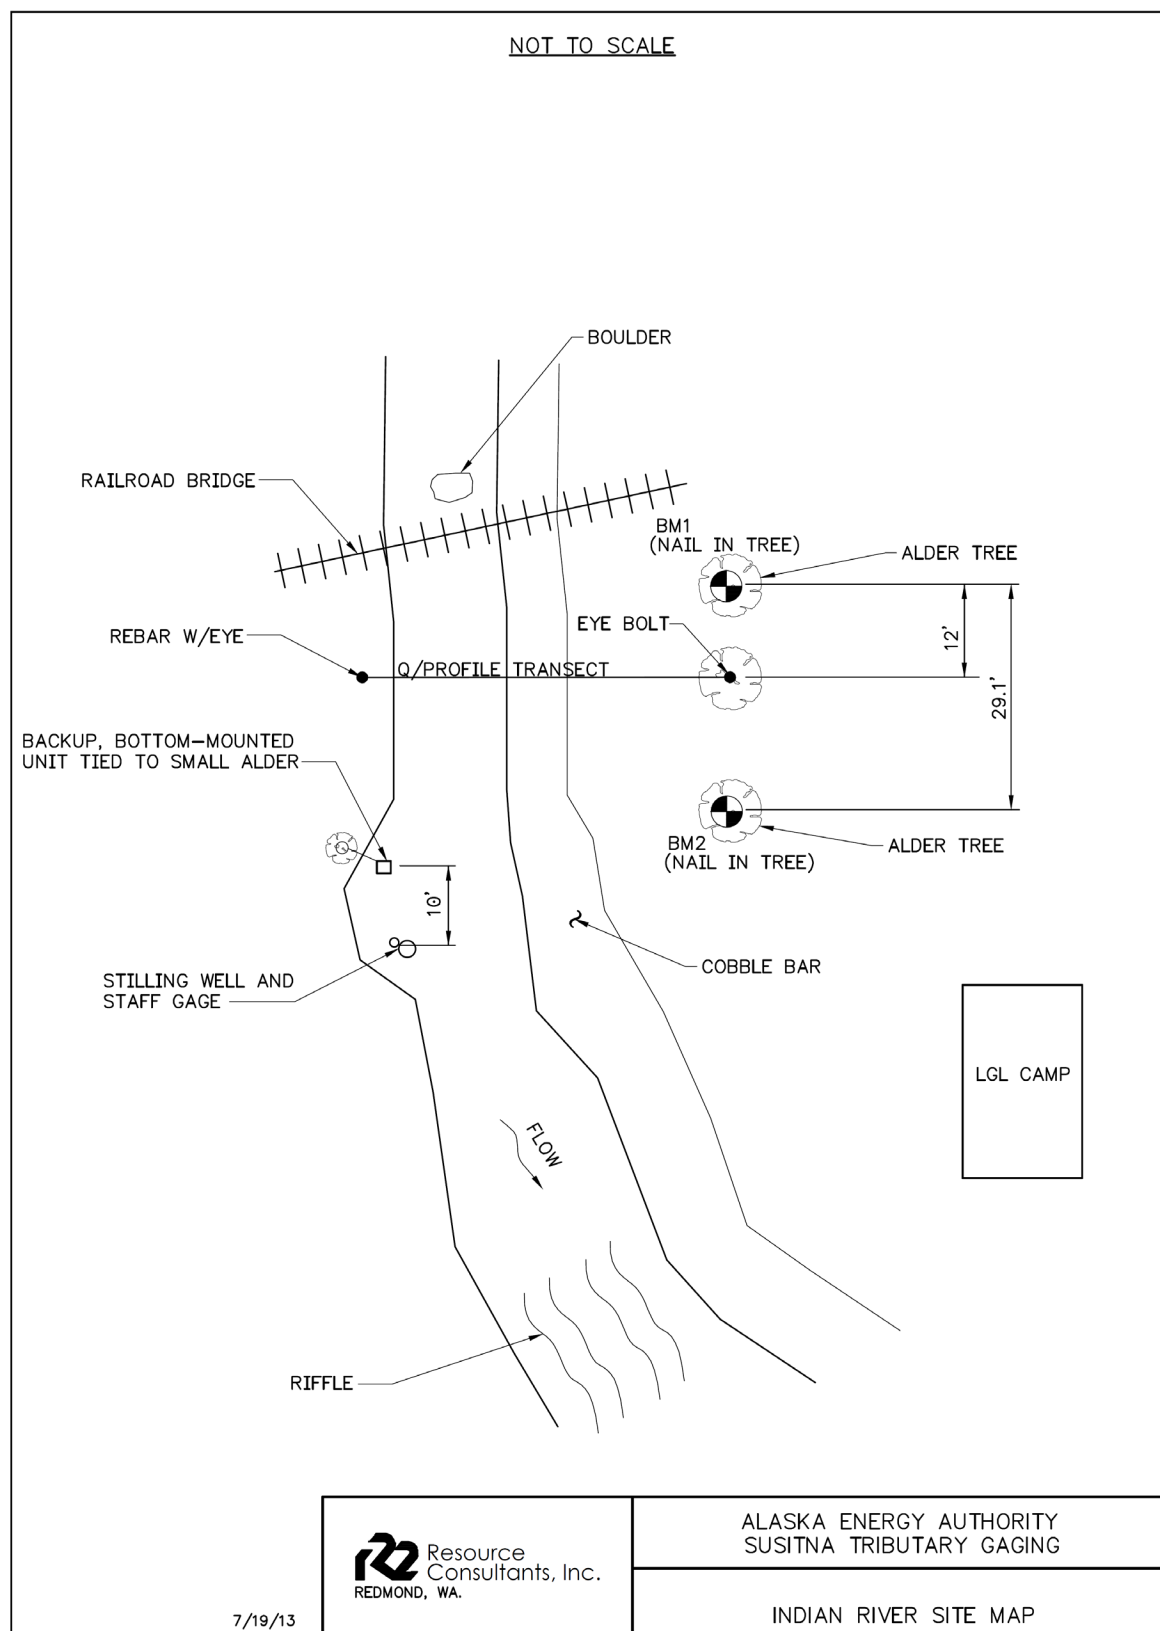 NOT TO SCALE
BOULDER
RAILROAD BRIDGE
BM1
(NAIL IN TREE)
ALDER TREE
REBAR W/EYE
EYE BOLT
12'
Q/PROFILE TRANSECT
29.1'
BACKUP, BOTTOM-MOUNTED
UNIT TIED TO SMALL ALDER
BM2
(NAIL IN TREE)
ALDER TREE
10'
COBBLE BAR
STILLING WELL AND
STAFF GAGE
LGL CAMP
FLOW
RIFFLE
r22 Resource
Consultants, Inc.
REDMOND, WA.
ALASKA ENERGY AUTHORITY
SUSITNA TRIBUTARY GAGING
7/19/13
INDIAN RIVER SITE MAP